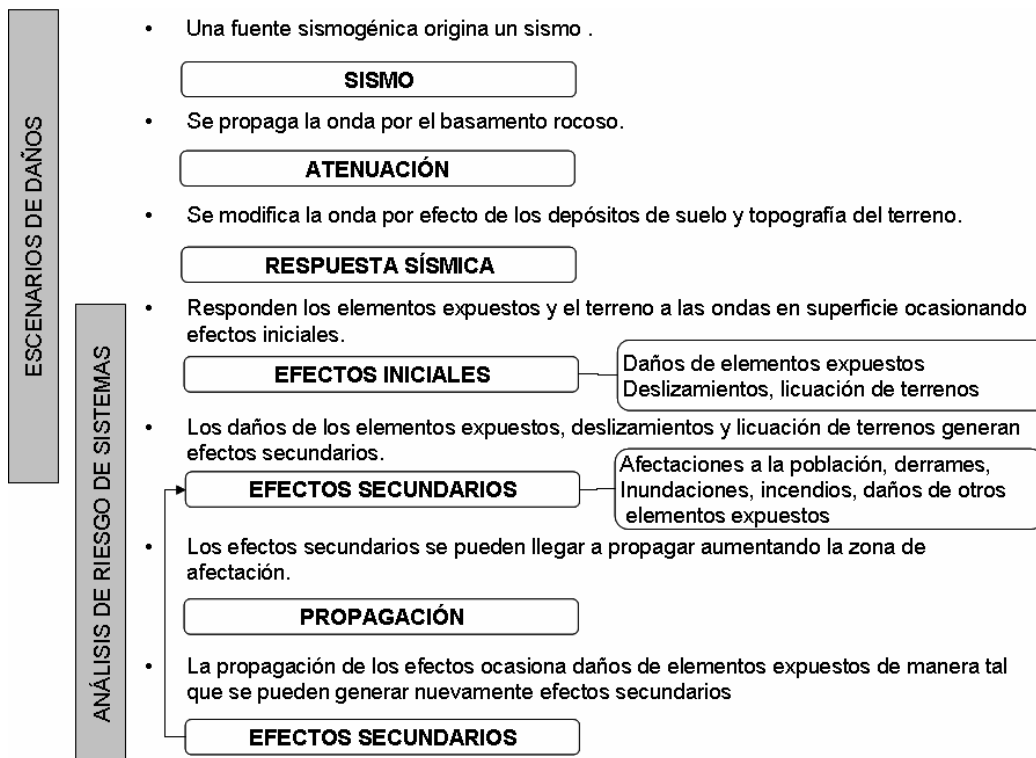 ESCENARIOS DE DAÑOS
ANÁLISIS DE RIESGO DE SISTEMAS
• Una fuente sismogénica origina un sismo .
SISMO
• Se propaga la onda por el basamento rocoso.
ATENUACIÓN
• Se modifica la onda por efecto de los depósitos de suelo y topografía del terreno.
RESPUESTA SÍSMICA
• Responden los elementos expuestos y el terreno a las ondas en superficie ocasionando
efectos iniciales.
EFECTOS INICIALES
Daños de elementos expuestos
Deslizamientos, licuación de terrenos
• Los daños de los elementos expuestos, deslizamientos y licuación de terrenos generan
efectos secundarios.
EFECTOS SECUNDARIOS
Afectaciones a la población, derrames,
Inundaciones, incendios, daños de otros
elementos expuestos
• Los efectos secundarios se pueden llegar a propagar aumentando la zona de
afectación.
PROPAGACIÓN
• La propagación de los efectos ocasiona daños de elementos expuestos de manera tal
que se pueden generar nuevamente efectos secundarios
EFECTOS SECUNDARIOS